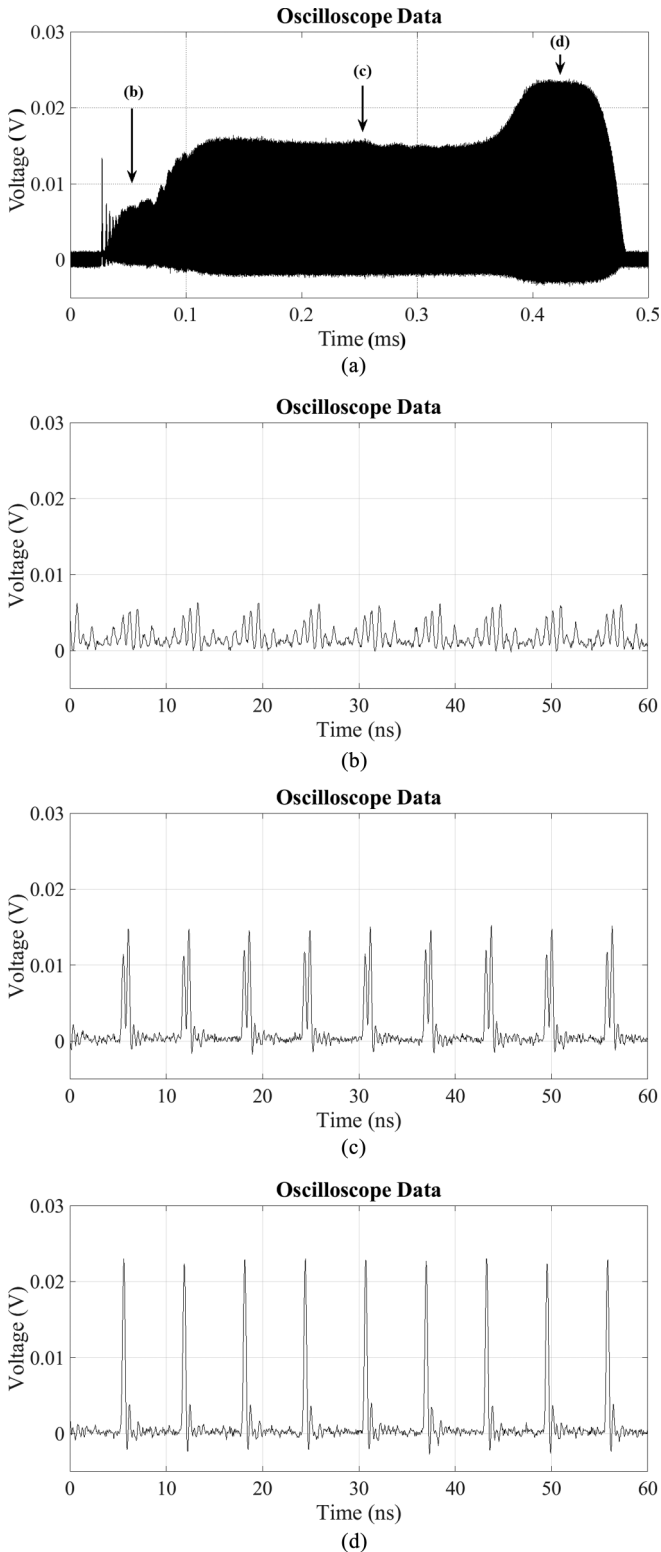 Oscilloscope Data
0.03
0.02
0.01
0
Voltage (V)
(b)
(c)
(d)
0 0.1 0.2 0.3 0.4 0.5
Time (ms)
(a)
Oscilloscope Data
0.03
0.02
0.01
0
Voltage (V)
0 10 20 30 40 50 60
Time (ns)
(b)
Oscilloscope Data
0.03
0.02
0.01
0
Voltage (V)
0 10 20 30 40 50 60
Time (ns)
(c)
Oscilloscope Data
0.03
0.02
0.01
0
Voltage (V)
0 10 20 30 40 50 60
Time (ns)
(d)